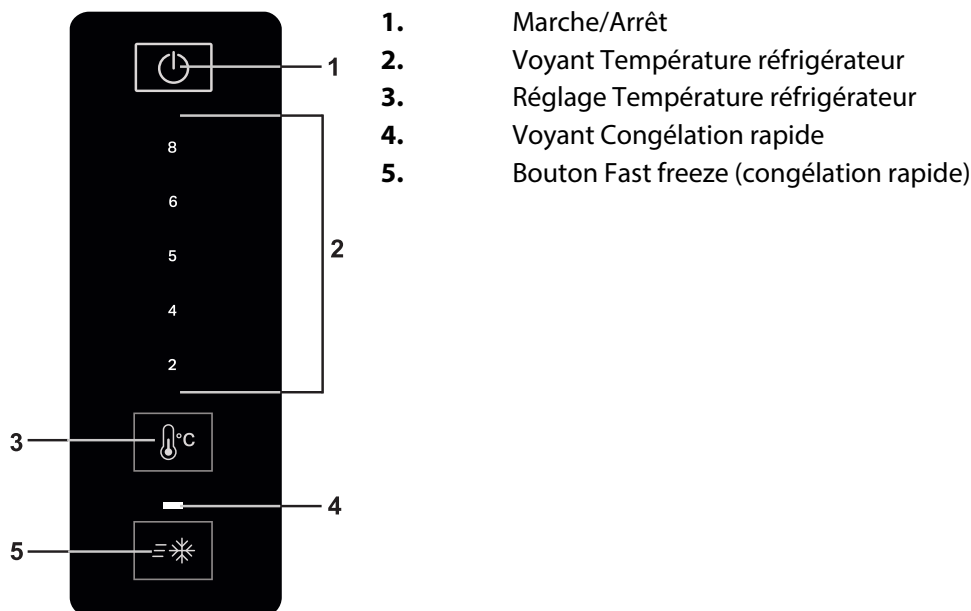 1. Marche/Arrêt
2. Voyant Température réfrigérateur
3. Réglage Température réfrigérateur
4. Voyant Congélation rapide
5. Bouton Fast freeze (congélation rapide)
1
8
6
5
2
4
2
3
°C
4
5